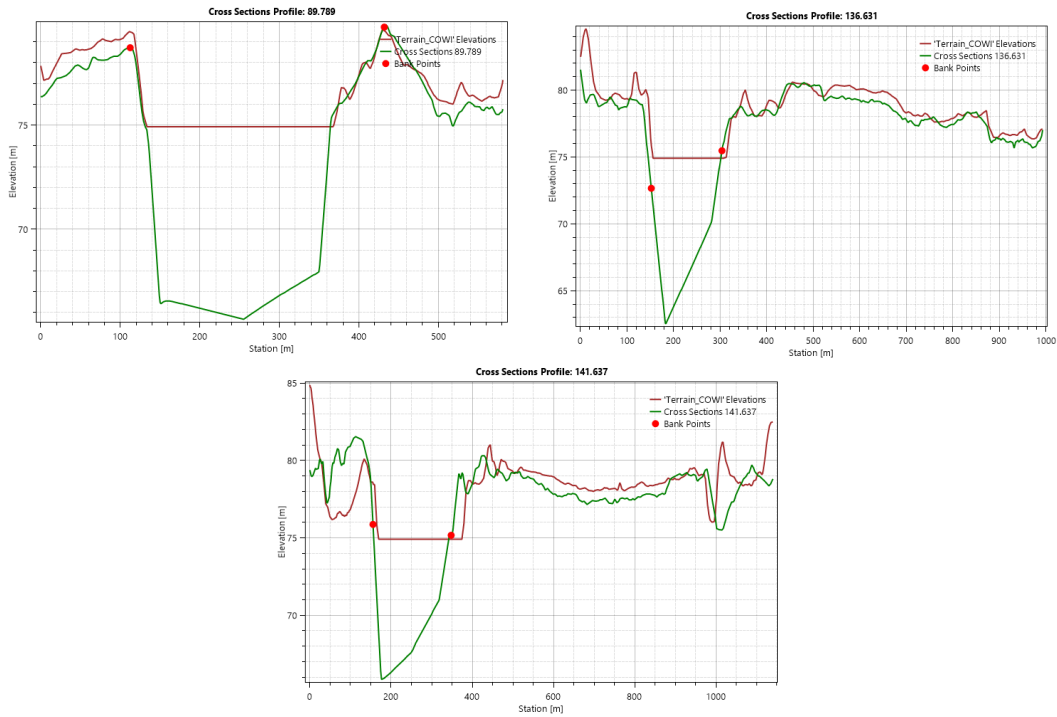 Cross Sections Profile: 89.789
'Terrain_COWI' Elevations
Cross Sections 89.789
Bank Points
Elevation [m]
75
70
0 100 200 300 400 500
Station [m]
Cross Sections Profile: 136.631
'Terrain_COWI' Elevations
Cross Sections 136.631
Bank Points
Elevation [m]
80
75
70
65
0 100 200 300 400 500 600 700 800 900 1000
Station [m]
Cross Sections Profile: 141.637
'Terrain_COWI' Elevations
Cross Sections 141.637
Bank Points
Elevation [m]
85
80
75
70
0 200 400 600 800 1000
Station [m]